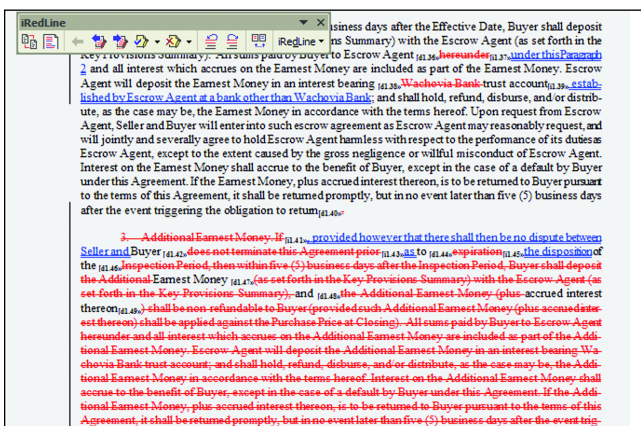 iRedLine
iRedLine
usiness days after the Effective Date, Buyer shall deposit
ns Summary) with the Escrow Agent (as set forth in the
Key Provisions Summary). All sums paid by Buyer to Escrow Agent [d1.36»hereunder[i1.37»under this Paragraph
2 and all interest which accrues on the Earnest Money are included as part of the Earnest Money. Escrow
Agent will deposit the Earnest Money in an interest bearing [d1.38»Wachovia Bank trust account[i1.39», estab-
lished by Escrow Agent at a bank other than Wachovia Bank; and shall hold, refund, disburse, and/or distrib-
ute, as the case may be, the Earnest Money in accordance with the terms hereof. Upon request from Escrow
Agent, Seller and Buyer will enter into such escrow agreement as Escrow Agent may reasonably request, and
will jointly and severally agree to hold Escrow Agent harmless with respect to the performance of its duties as
Escrow Agent, except to the extent caused by the gross negligence or willful misconduct of Escrow Agent.
Interest on the Earnest Money shall accrue to the benefit of Buyer, except in the case of a default by Buyer
under this Agreement. If the Earnest Money, plus accrued interest thereon, is to be returned to Buyer pursuant
to the terms of this Agreement, it shall be returned promptly, but in no event later than five (5) business days
after the event triggering the obligation to return[d1.40».
3. Additional Earnest Money. If[i1.41», provided however that there shall then be no dispute between
Seller and Buyer [d1.42»does not terminate this Agreement prior[i1.43»as to [d1.44»expiration[i1.45»the disposition of
the [d1.46»Inspection Period, then within five (5) business days after the Inspection Period, Buyer shall deposit
the Additional Earnest Money [d1.47»(as set forth in the Key Provisions Summary) with the Escrow Agent (as
set forth in the Key Provisions Summary), and [d1.48»the Additional Earnest Money (plus accrued interest
thereon[d1.49») shall be non-refundable to Buyer (provided such Additional Earnest Money (plus accrued inter-
est thereon) shall be applied against the Purchase Price at Closing). All sums paid by Buyer to Escrow Agent
hereunder and all interest which accrues on the Additional Earnest Money are included as part of the Addi-
tional Earnest Money. Escrow Agent will deposit the Additional Earnest Money in an interest bearing Wa-
chovia Bank trust account; and shall hold, refund, disburse, and/or distribute, as the case may be, the Addi-
tional Earnest Money in accordance with the terms hereof. Interest on the Additional Earnest Money shall
accrue to the benefit of Buyer, except in the case of a default by Buyer under this Agreement. If the Addi-
tional Earnest Money, plus accrued interest thereon, is to be returned to Buyer pursuant to the terms of this
Agreement, it shall be returned promptly, but in no event later than five (5) business days after the event trig-